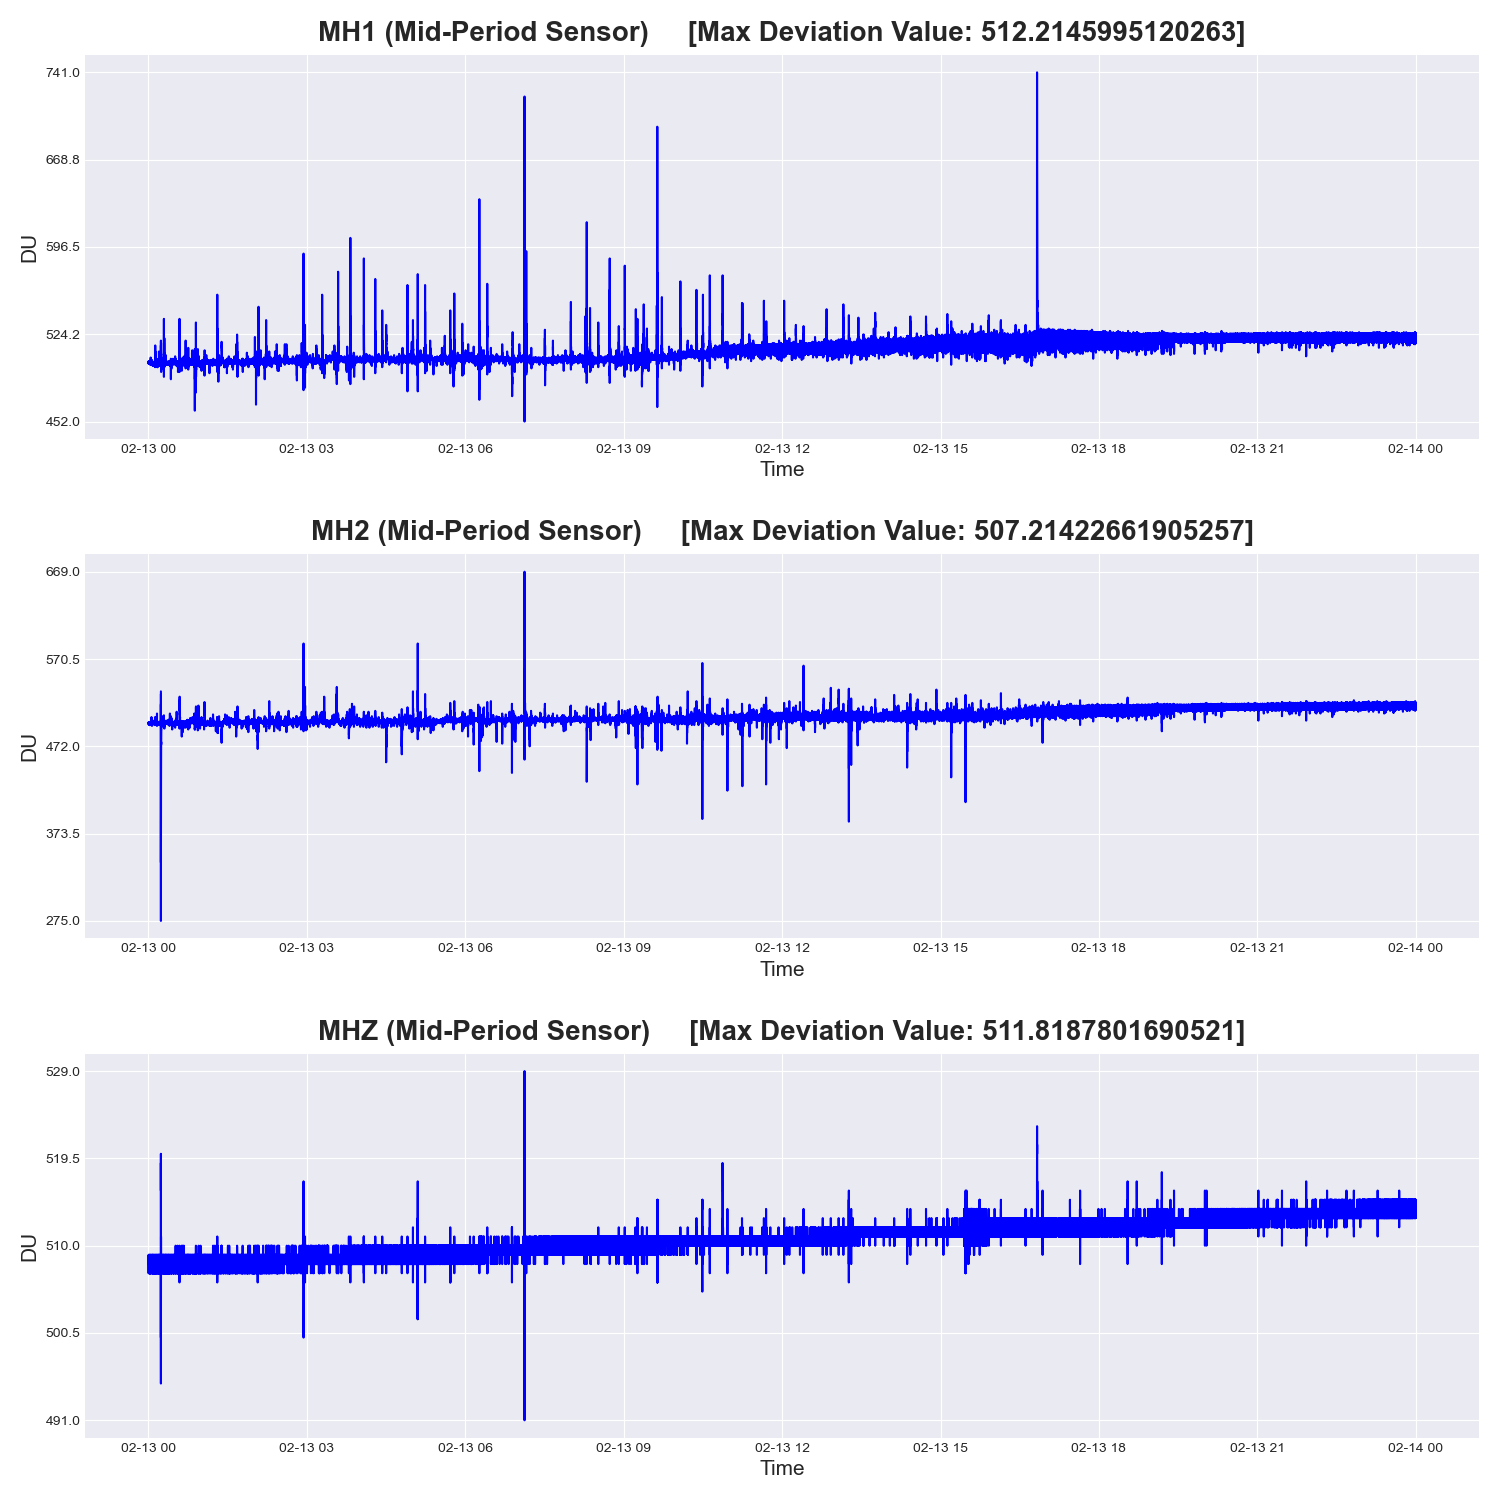 MH1 (Mid-Period Sensor) [Max Deviation Value: 512.2145995120263]
741.0
668.8
596.5
524.2
452.0
DU
02-13 00 02-13 03 02-13 06 02-13 09 02-13 12 02-13 15 02-13 18 02-13 21 02-14 00
Time
MH2 (Mid-Period Sensor) [Max Deviation Value: 507.21422661905257]
669.0
570.5
472.0
373.5
275.0
DU
02-13 00 02-13 03 02-13 06 02-13 09 02-13 12 02-13 15 02-13 18 02-13 21 02-14 00
Time
MHZ (Mid-Period Sensor) [Max Deviation Value: 511.8187801690521]
529.0
519.5
510.0
500.5
491.0
DU
02-13 00 02-13 03 02-13 06 02-13 09 02-13 12 02-13 15 02-13 18 02-13 21 02-14 00
Time